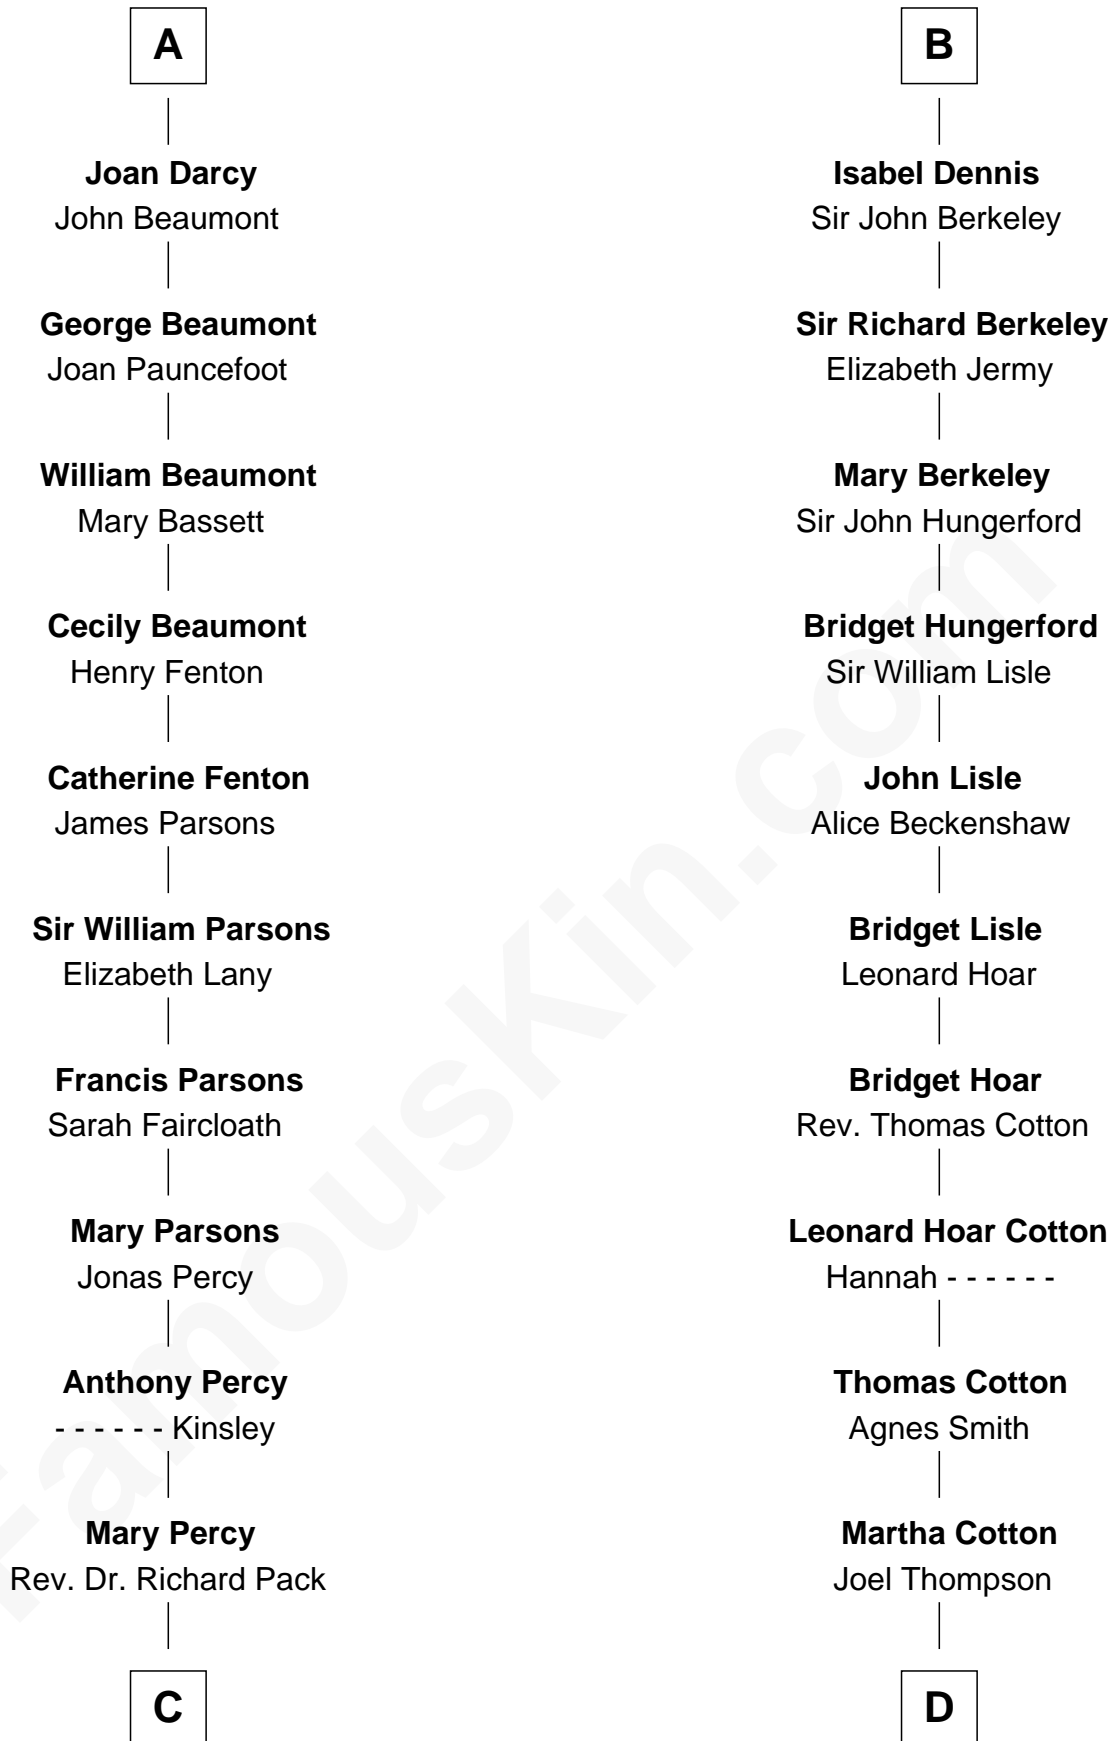 A
Joan Darcy
John Beaumont
George Beaumont
Joan Pauncefoot
William Beaumont
Mary Bassett
Cecily Beaumont
Henry Fenton
Catherine Fenton
James Parsons
Sir William Parsons
Elizabeth Lany
Francis Parsons
Sarah Faircloath
Mary Parsons
Jonas Percy
Anthony Percy
- - - - - - Kinsley
Mary Percy
Rev. Dr. Richard Pack
C
B
Isabel Dennis
Sir John Berkeley
Sir Richard Berkeley
Elizabeth Jermy
Mary Berkeley
Sir John Hungerford
Bridget Hungerford
Sir William Lisle
John Lisle
Alice Beckenshaw
Bridget Lisle
Leonard Hoar
Bridget Hoar
Rev. Thomas Cotton
Leonard Hoar Cotton
Hannah - - - - - -
Thomas Cotton
Agnes Smith
Martha Cotton
Joel Thompson
D
FamousKin.com